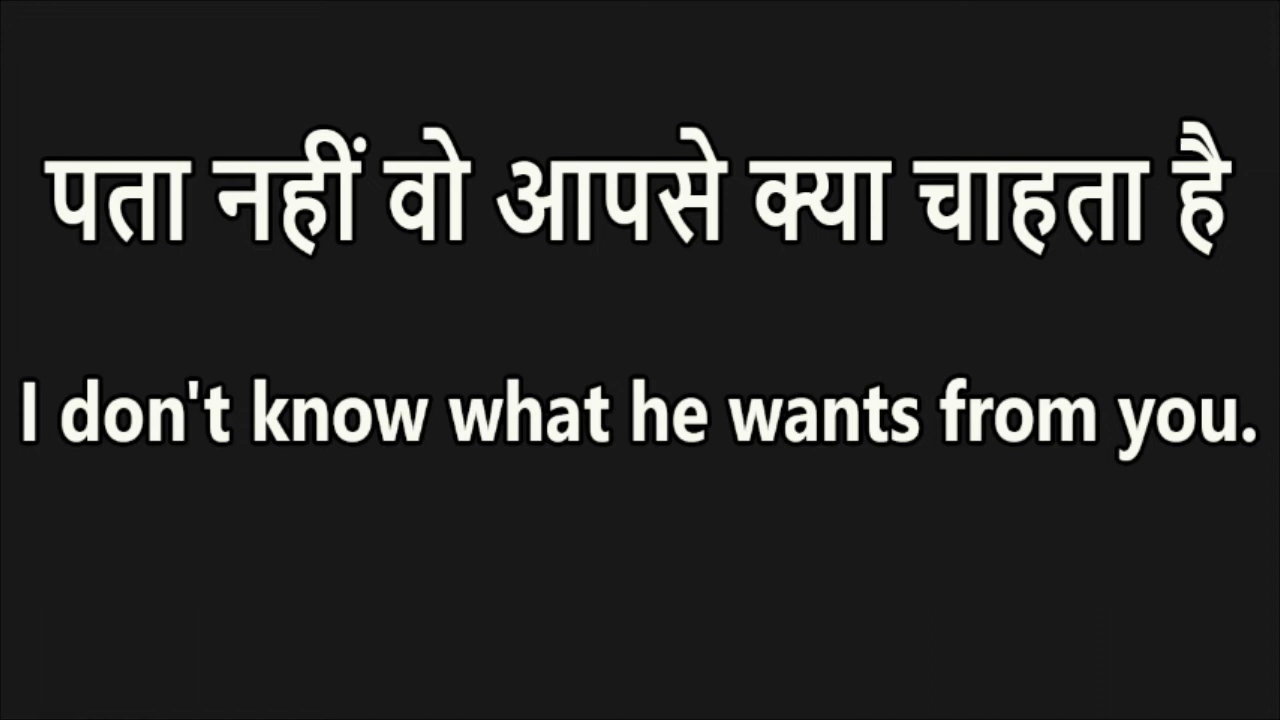 पता नहीं वो आपसे क्या चाहता है
I don't know what he wants from you.